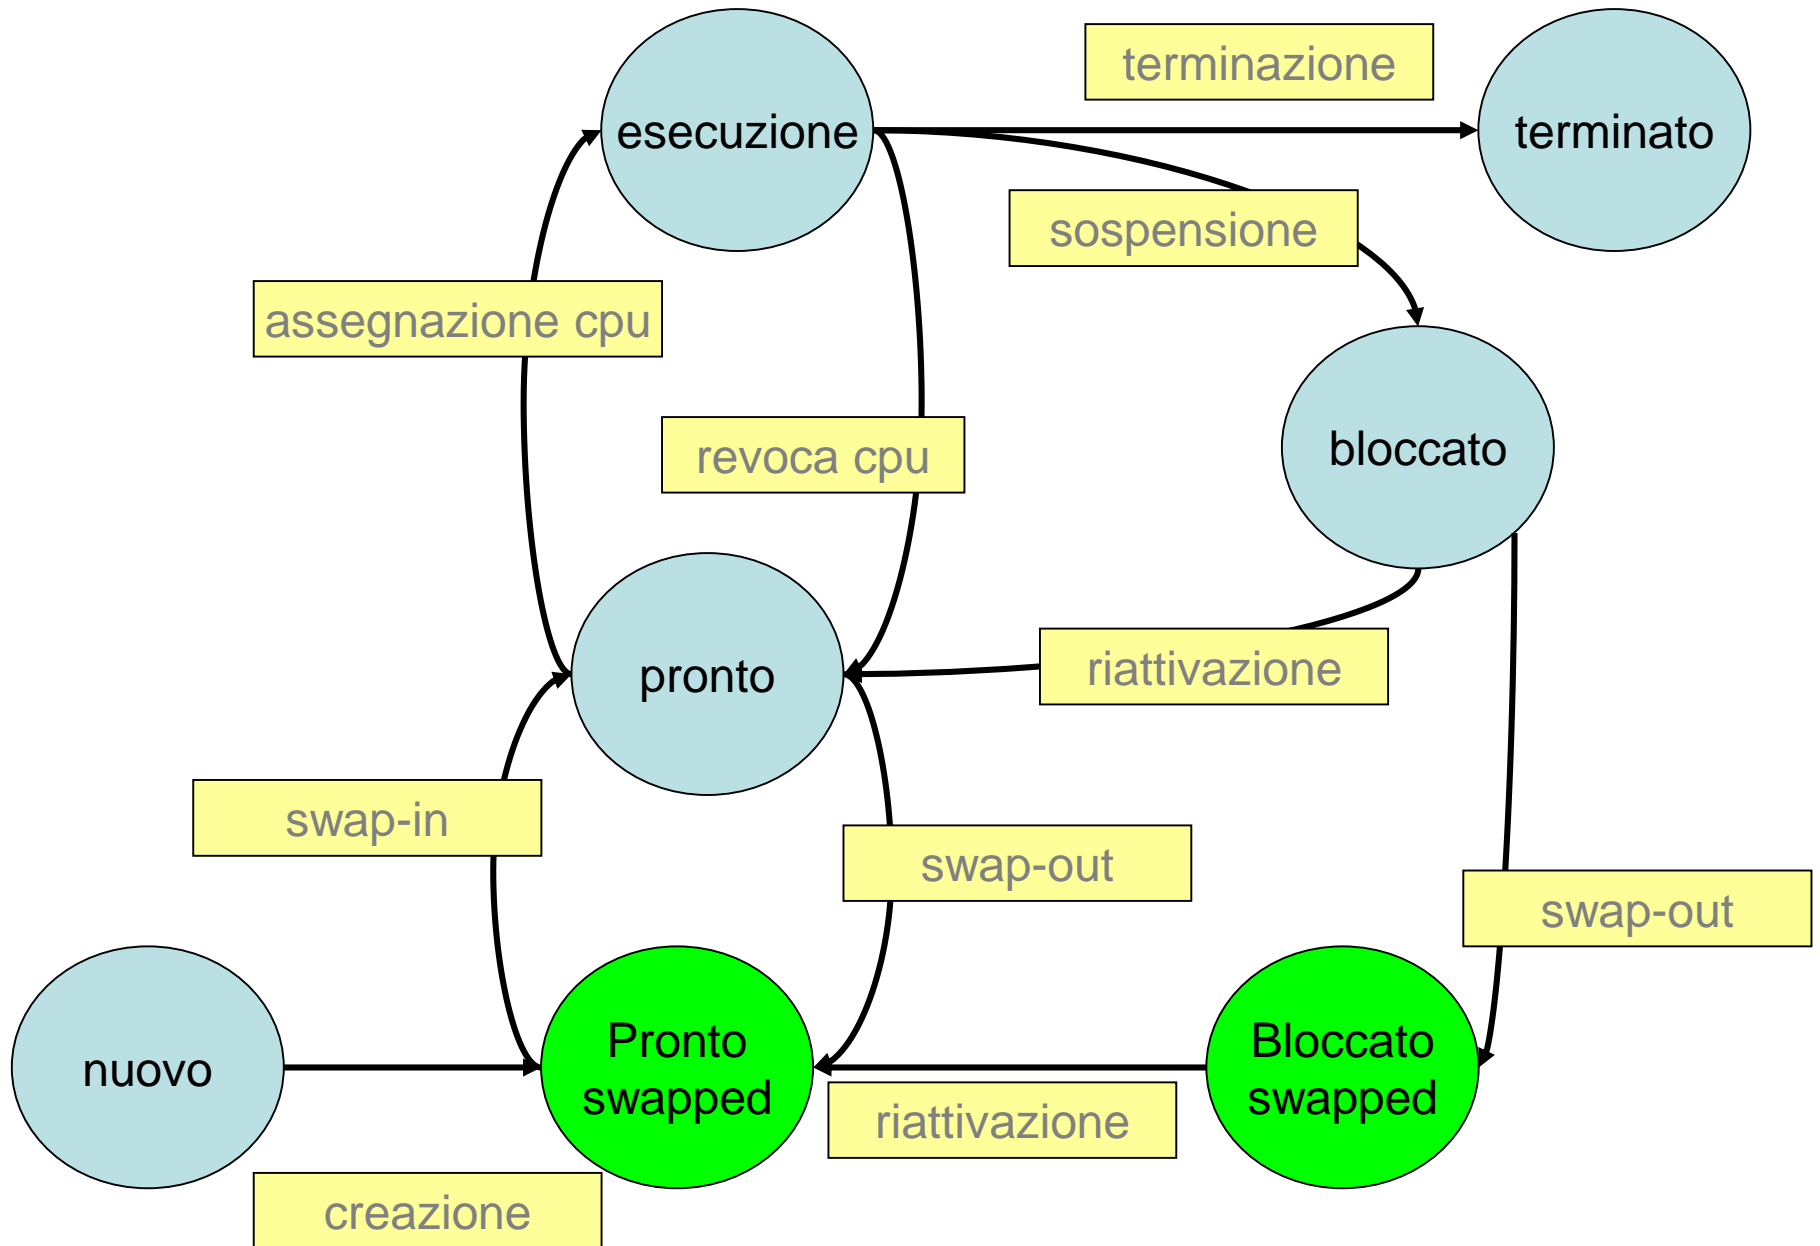 terminazione
esecuzione
terminato
sospensione
assegnazione cpu
revoca cpu
bloccato
riattivazione
pronto
swap-in
swap-out
swap-out
nuovo
Pronto
swapped
Bloccato
swapped
riattivazione
creazione